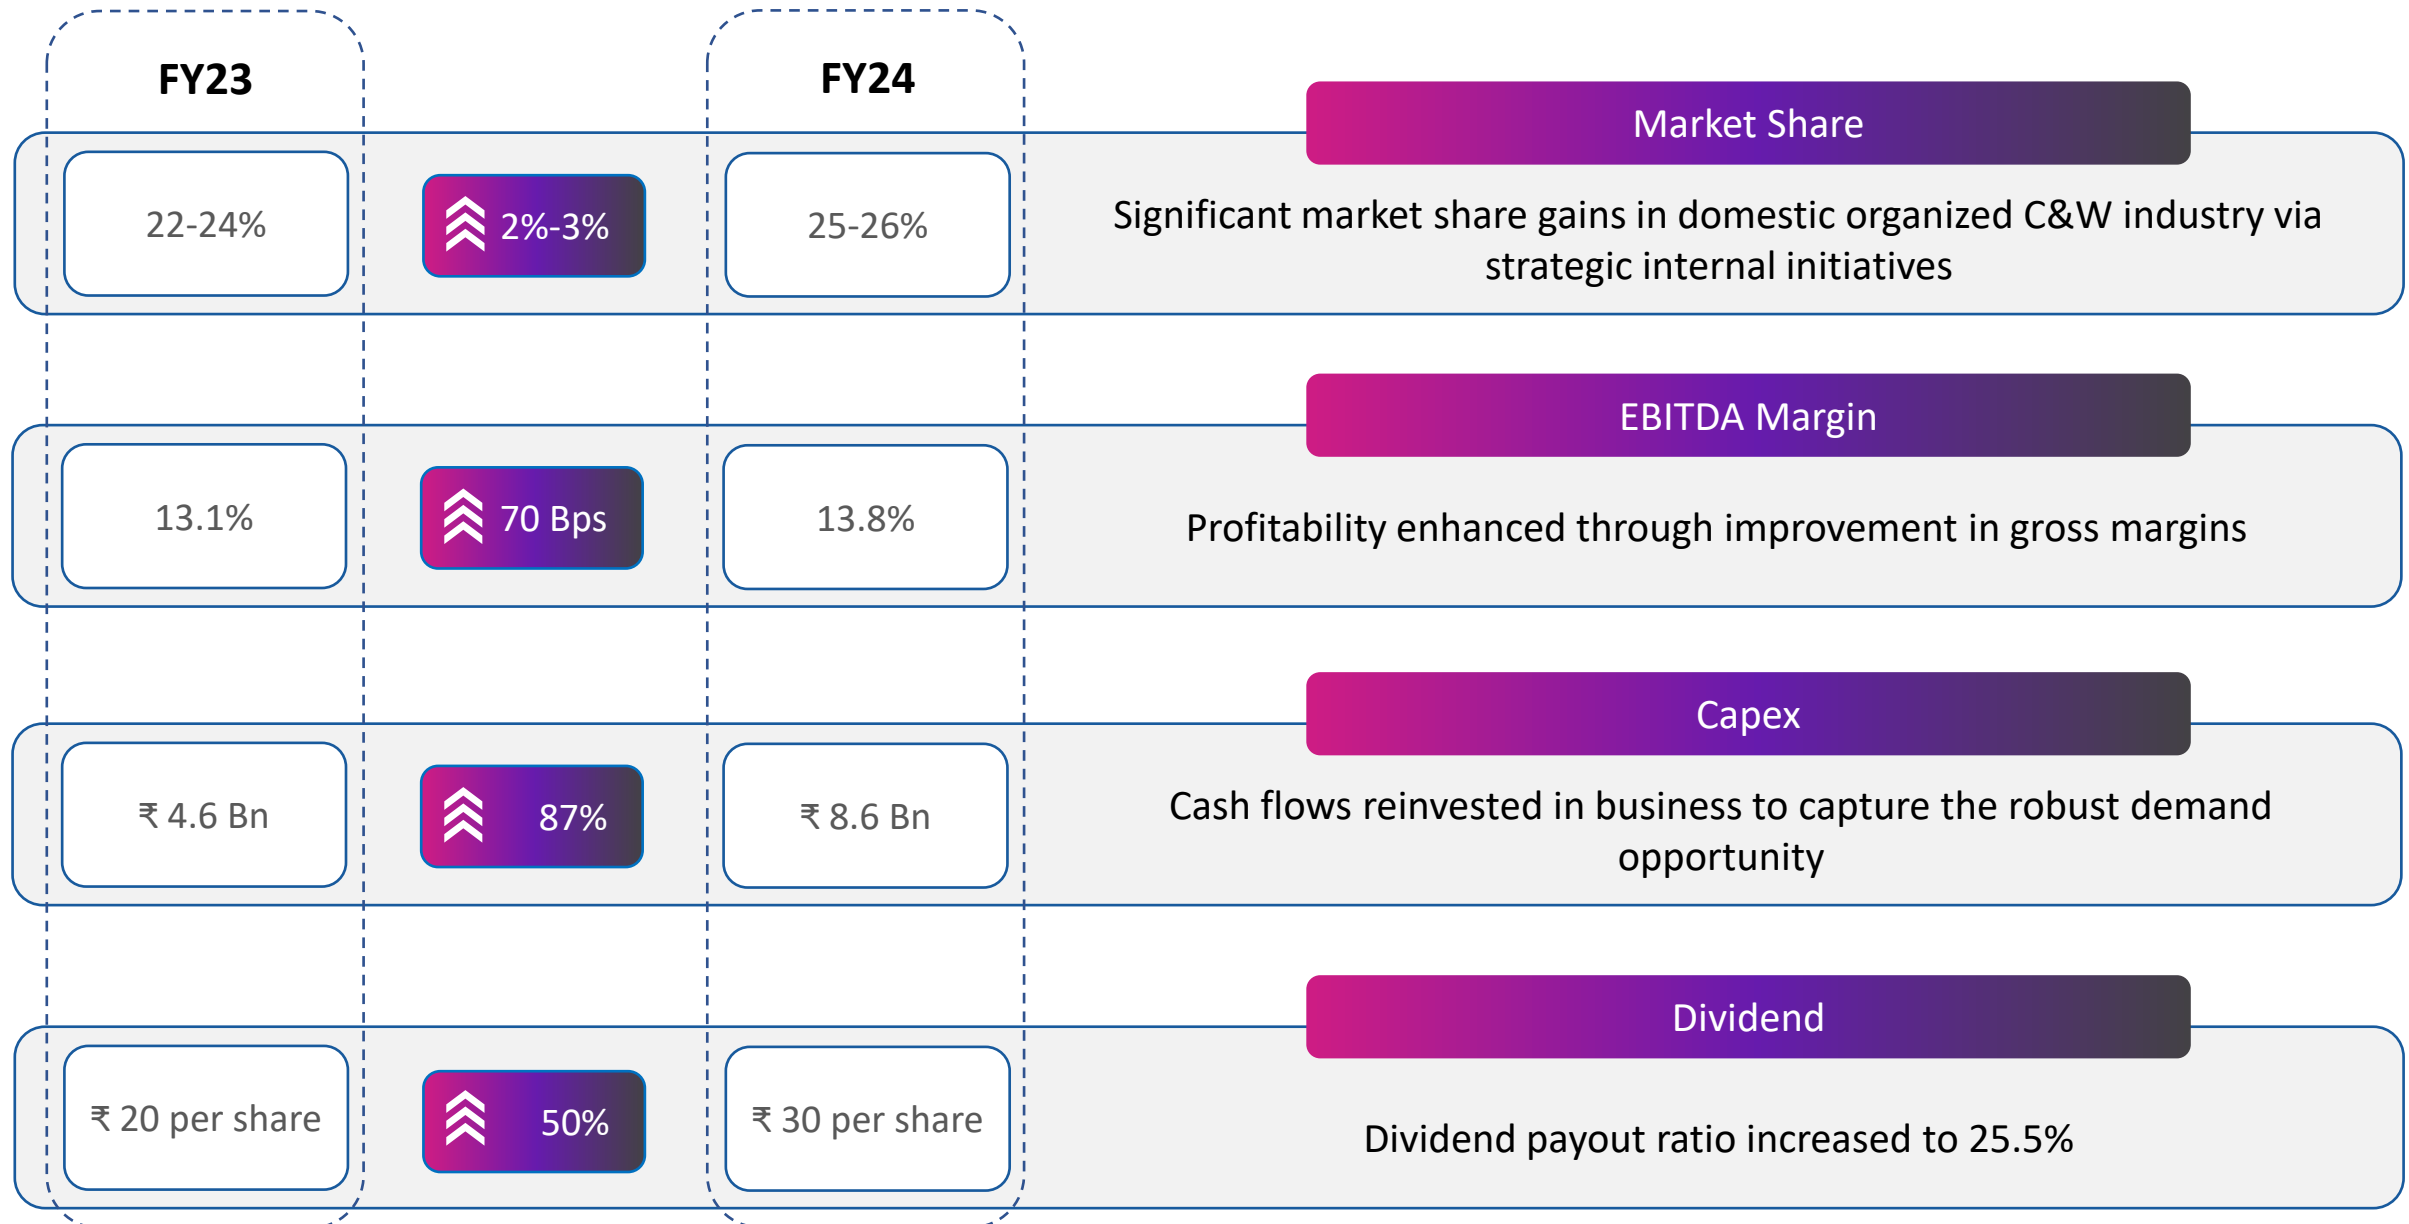 FY23
FY24
Market Share
22-24%
2%-3%
25-26%
Significant market share gains in domestic organized C&W industry via
strategic internal initiatives
EBITDA Margin
13.1%
70 Bps
13.8%
Profitability enhanced through improvement in gross margins
Capex
₹ 4.6 Bn
87%
₹ 8.6 Bn
Cash flows reinvested in business to capture the robust demand
opportunity
Dividend
₹ 20 per share
50%
₹ 30 per share
Dividend payout ratio increased to 25.5%